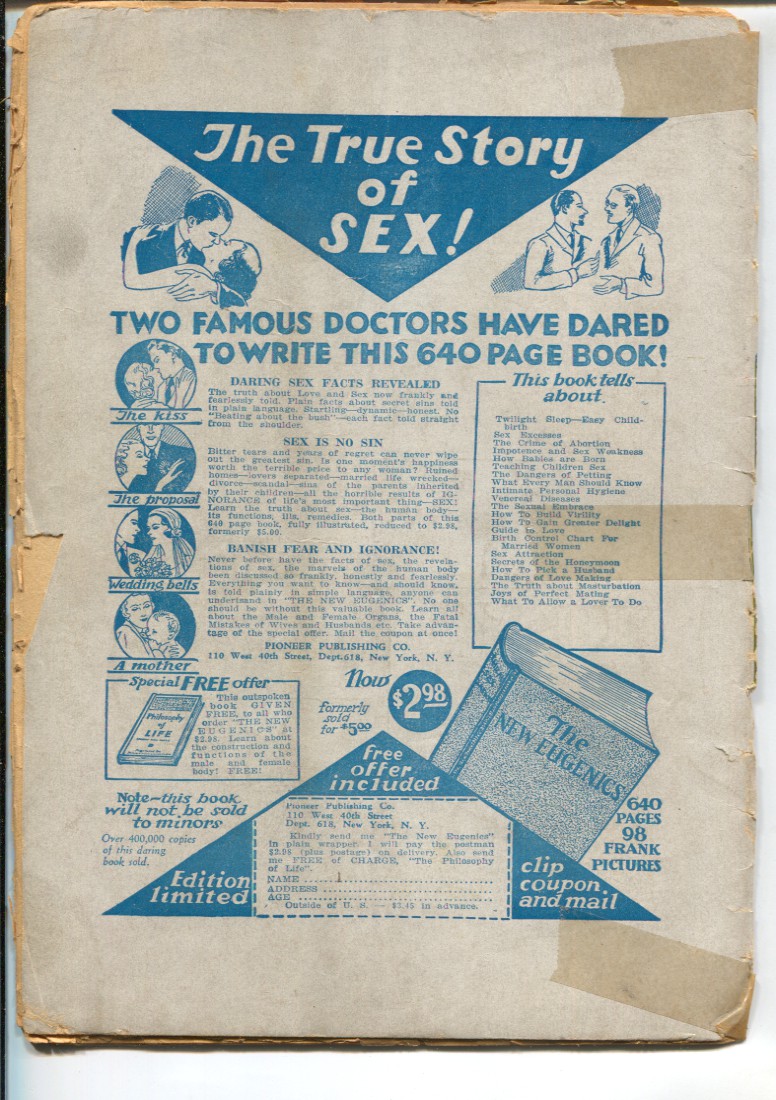 The True Story
of
SEX!
TWO FAMOUS DOCTORS HAVE DARED
TO WRITE THIS 640 PAGE BOOK!
The kiss
The proposal
Wedding bells
A mother
DARING SEX FACTS REVEALED
The truth about Love and Sex now frankly and
fearlessly told. Plain facts about secret sins told
in plain language. Startling—dynamic—honest. No
"Beating about the bush"—each fact told straight
from the shoulder.
SEX IS NO SIN
Bitter tears and years of regret can never wipe
out the greatest sin. Is one moment's happiness
worth the terrible price to any woman? Ruined
homes—lovers separated—married life wrecked—
divorce—scandal—sins of the parents inherited
by their children—all the horrible results of IG-
NORANCE of life's most important thing—SEX!
Learn the truth about sex—the human body—
its functions, ills, remedies. Both parts of this
640 page book, fully illustrated, reduced to $2.98,
formerly $5.00.
BANISH FEAR AND IGNORANCE!
Never before have the facts of sex, the revela-
tions of sex, the marvels of the human body
been discussed so frankly, honestly and fearlessly.
Everything you want to know—and should know,
is told plainly in simple language, anyone can
understand in "THE NEW EUGENICS". No one
should be without this valuable book. Learn all
about the Male and Female Organs, the Fatal
Mistakes of Wives and Husbands etc. Take advan-
tage of the special offer. Mail the coupon at once!
PIONEER PUBLISHING CO.
110 West 40th Street, Dept. 618, New York, N. Y.
This book tells
about.
Twilight Sleep—Easy Child-
birth
Sex Excesses
The Crime of Abortion
Impotence and Sex Weakness
How Babies are Born
Teaching Children Sex
The Dangers of Petting
What Every Man Should Know
Intimate Personal Hygiene
Venereal Diseases
The Sexual Embrace
How To Build Virility
How To Gain Greater Delight
Guide to Love
Birth Control Chart For
Married Women
Sex Attraction
Secrets of the Honeymoon
How To Pick a Husband
Dangers of Love Making
The Truth about Masturbation
Joys of Perfect Mating
What To Allow a Lover To Do
Special FREE offer
Philosophy
of
LIFE
This outspoken
book GIVEN
FREE, to all who
order "THE NEW
EUGENICS" at
$2.98. Learn about
the construction and
functions of the
male and female
body! FREE!
Now
$2.98
formerly
sold
for $5.00
The
NEW EUGENICS
640
PAGES
98
FRANK
PICTURES
Note—this book
will not be sold
to minors
Over 400,000 copies
of this daring
book sold.
free
offer
included
Pioneer Publishing Co.
110 West 40th Street
Dept. 618, New York, N. Y.
Kindly send me "The New Eugenics"
in plain wrapper. I will pay the postman
$2.98 (plus postage) on delivery. Also send
me FREE of CHARGE, "The Philosophy
of Life".
NAME
ADDRESS
AGE
Outside of U. S. — $3.45 in advance.
Edition
limited
clip
coupon
and mail